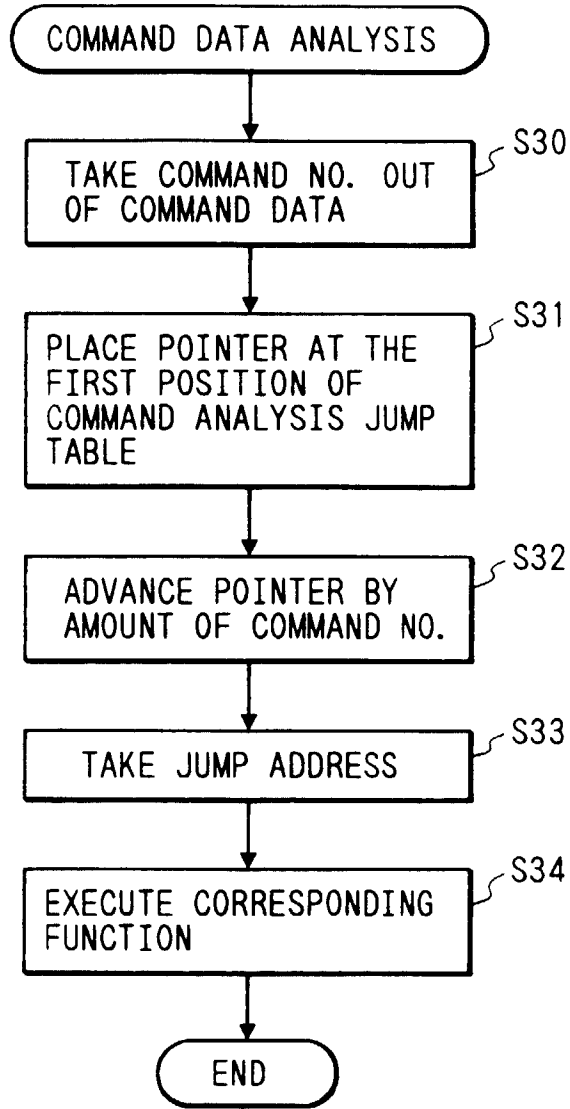 COMMAND DATA ANALYSIS
S30
TAKE COMMAND NO. OUT
OF COMMAND DATA
S31
PLACE POINTER AT THE
FIRST POSITION OF
COMMAND ANALYSIS JUMP
TABLE
S32
ADVANCE POINTER BY
AMOUNT OF COMMAND NO.
S33
TAKE JUMP ADDRESS
S34
EXECUTE CORRESPONDING
FUNCTION
END